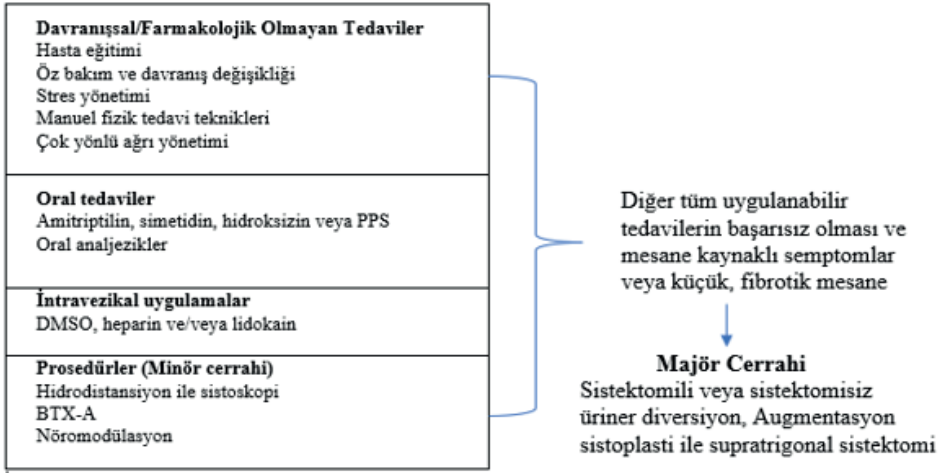 Davranışsal/Farmakolojik Olmayan Tedaviler
Hasta eğitimi
Öz bakım ve davranış değişikliği
Stres yönetimi
Manuel fizik tedavi teknikleri
Çok yönlü ağrı yönetimi
Oral tedaviler
Amitriptilin, simetidin, hidroksizin veya PPS
Oral analjezikler
İntravezikal uygulamalar
DMSO, heparin ve/veya lidokain
Prosedürler (Minör cerrahi)
Hidrodistansiyon ile sistoskopi
BTX-A
Nöromodülasyon
Diğer tüm uygulanabilir
tedavilerin başarısız olması ve
mesane kaynaklı semptomlar
veya küçük, fibrotik mesane
Majör Cerrahi
Sistektomili veya sistektomisiz
üriner diversiyon, Augmentasyon
sistoplasti ile supratrigonal sistektomi